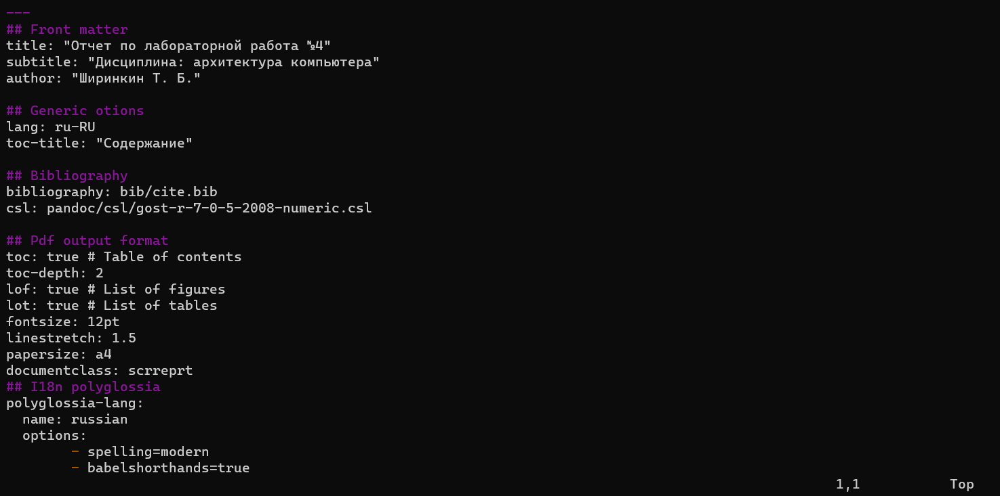 ---
## Front matter
title: "Отчет по лабораторной работа №4"
subtitle: "Дисциплина: архитектура компьютера"
author: "Ширинкин Т. Б."

## Generic otions
lang: ru-RU
toc-title: "Содержание"

## Bibliography
bibliography: bib/cite.bib
csl: pandoc/csl/gost-r-7-0-5-2008-numeric.csl

## Pdf output format
toc: true # Table of contents
toc-depth: 2
lof: true # List of figures
lot: true # List of tables
fontsize: 12pt
linestretch: 1.5
papersize: a4
documentclass: scrreprt
## I18n polyglossia
polyglossia-lang:
  name: russian
  options:
        - spelling=modern
        - babelshorthands=true
1,1 Top